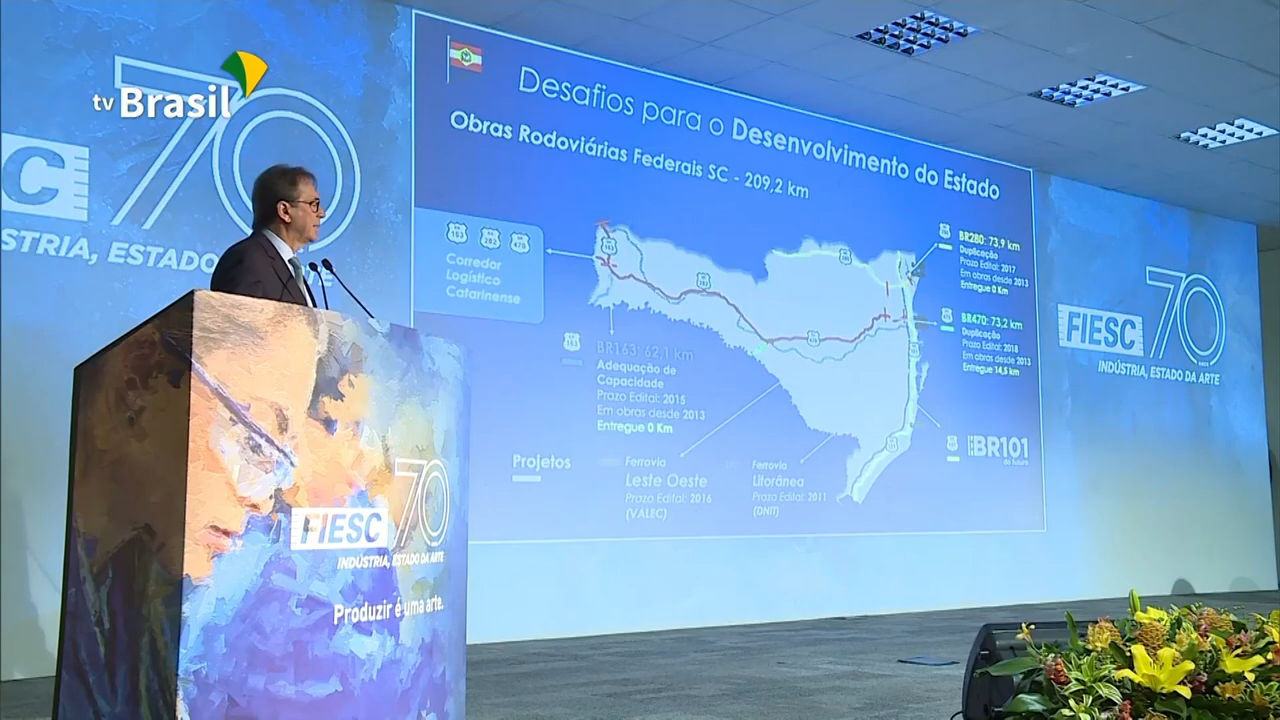 tv Brasil
70
C
STRIA, ESTADO
Desafios para o Desenvolvimento do Estado
Obras Rodoviárias Federais SC - 209,2 km
163 282 470
Corredor
Logístico
Catarinense
BR163: 62,1 km
Adequação de
Capacidade
Prazo Edital: 2015
Em obras desde 2013
Entregue 0 Km
BR280: 73,9 km
Duplicação
Prazo Edital: 2017
Em obras desde 2013
Entregue 0 Km
BR470: 73,2 km
Duplicação
Prazo Edital: 2018
Em obras desde 2013
Entregue 14,5 km
BR101
do futuro
Projetos
Ferrovia
Leste Oeste
Prazo Edital: 2016
(VALEC)
Ferrovia
Litorânea
Prazo Edital: 2011
(DNIT)
FIESC 70
INDÚSTRIA, ESTADO DA ARTE
FIESC 70
INDÚSTRIA, ESTADO DA ARTE
Produzir é uma arte.